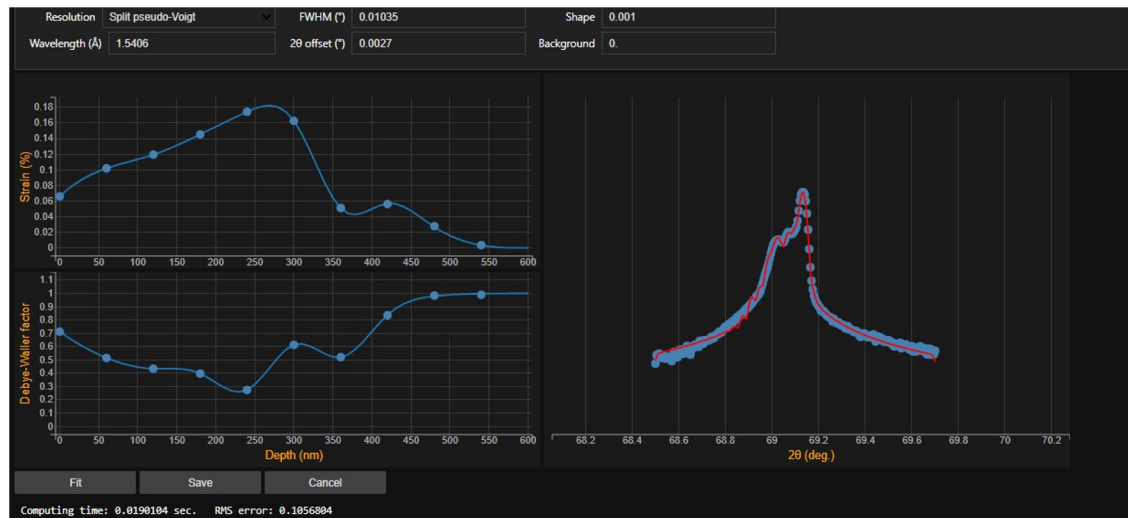 Resolution Split pseudo-Voigt FWHM (°) 0.01035 Shape 0.001
Wavelength (Å) 1.5406 2θ offset (°) 0.0027 Background 0.
0.18
0.16
0.14
0.12
0.1
0.08
0.06
0.04
0.02
0
Strain (%)
0 50 100 150 200 250 300 350 400 450 500 550 600
1.1
1
0.9
0.8
0.7
0.6
0.5
0.4
0.3
0.2
0.1
0
Debye-Waller factor
0 50 100 150 200 250 300 350 400 450 500 550 600
Depth (nm)
68.2 68.4 68.6 68.8 69 69.2 69.4 69.6 69.8 70 70.2
2θ (deg.)
Fit Save Cancel
Computing time: 0.0190104 sec. RMS error: 0.1056804